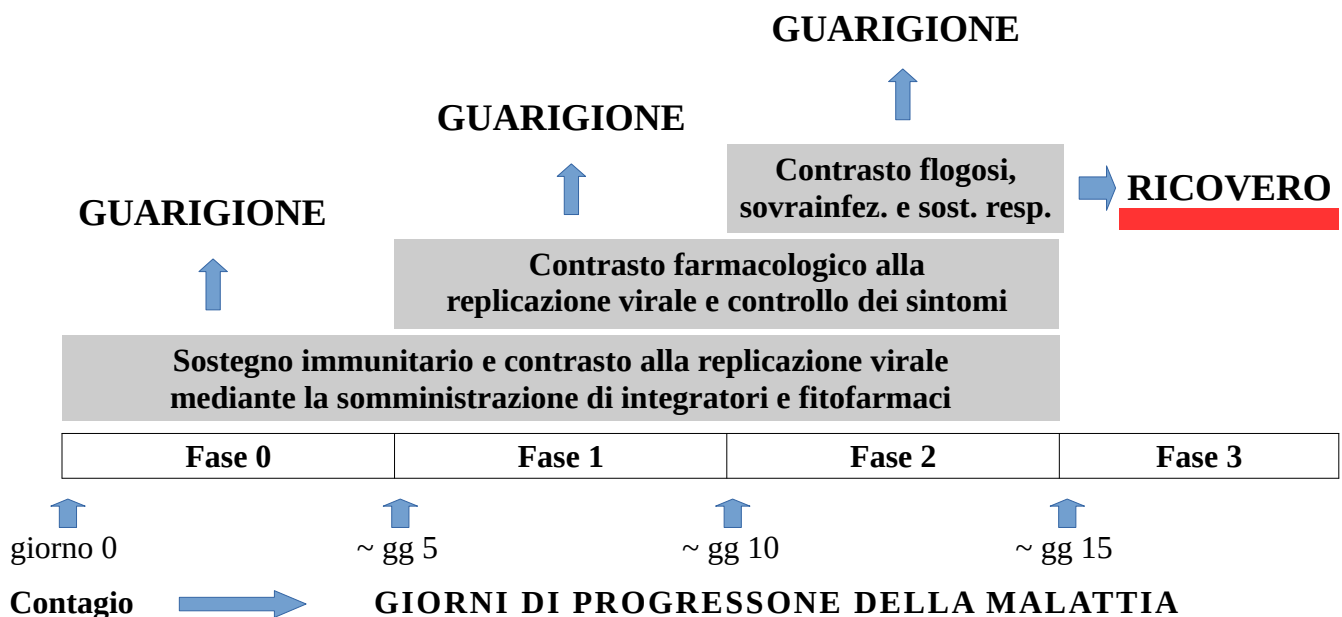 GUARIGIONE
GUARIGIONE
GUARIGIONE
Contrasto flogosi,
sovrainfez. e sost. resp.
RICOVERO
Contrasto farmacologico alla
replicazione virale e controllo dei sintomi
Sostegno immunitario e contrasto alla replicazione virale
mediante la somministrazione di integratori e fitofarmaci
Fase 0 Fase 1 Fase 2 Fase 3
giorno 0 ~ gg 5 ~ gg 10 ~ gg 15
Contagio GIORNI DI PROGRESSONE DELLA MALATTIA